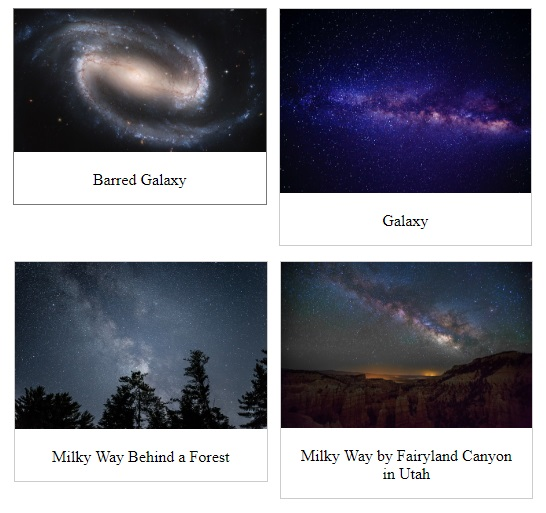 Barred Galaxy
Galaxy
Milky Way Behind a Forest
Milky Way by Fairyland Canyon
in Utah